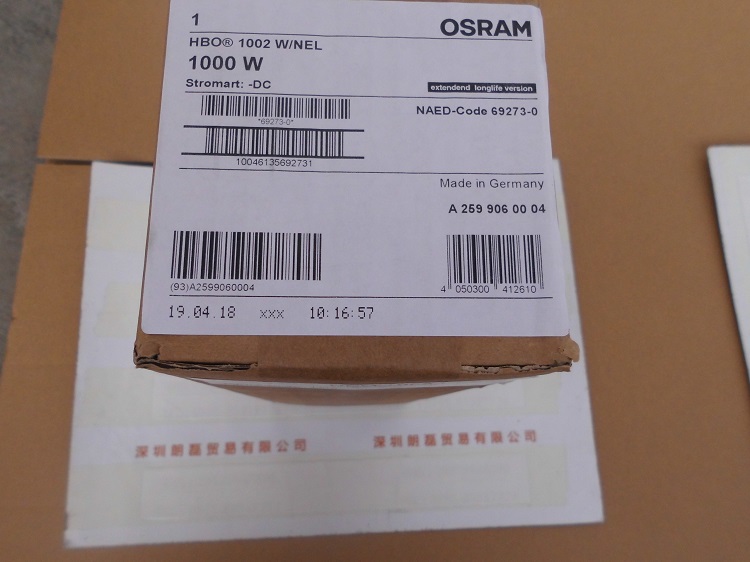 1
OSRAM
HBO® 1002 W/NEL
1000 W
Stromart: -DC
extendend longlife version
NAED-Code 69273-0
*69273-0*
10046135692731
Made in Germany
A 259 906 00 04
(93)A2599060004
4 050300 412610
19.04.18 xxx 10:16:57
深圳朗磊贸易有限公司 深圳朗磊贸易有限公司